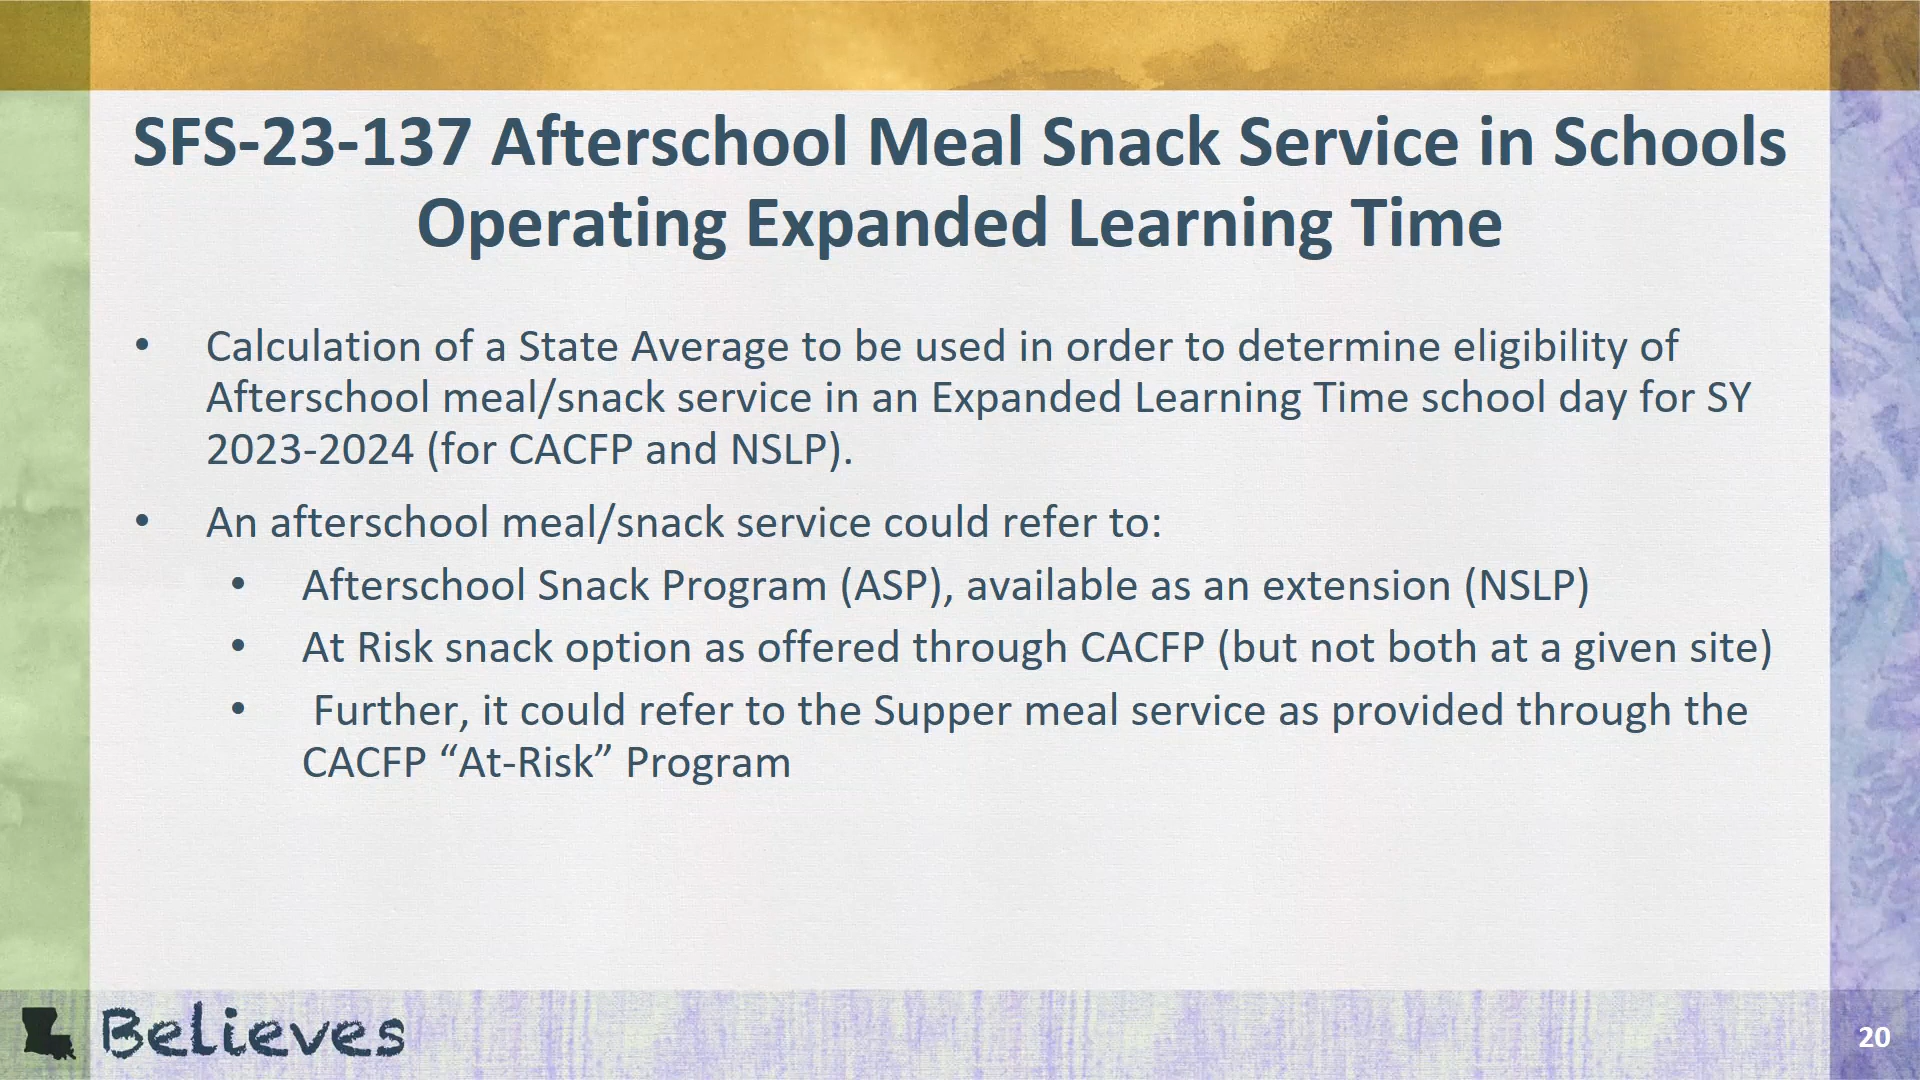 SFS-23-137 Afterschool Meal Snack Service in Schools
Operating Expanded Learning Time
• Calculation of a State Average to be used in order to determine eligibility of
Afterschool meal/snack service in an Expanded Learning Time school day for SY
2023-2024 (for CACFP and NSLP).
• An afterschool meal/snack service could refer to:
• Afterschool Snack Program (ASP), available as an extension (NSLP)
• At Risk snack option as offered through CACFP (but not both at a given site)
• Further, it could refer to the Supper meal service as provided through the
CACFP “At-Risk” Program
Believes
20